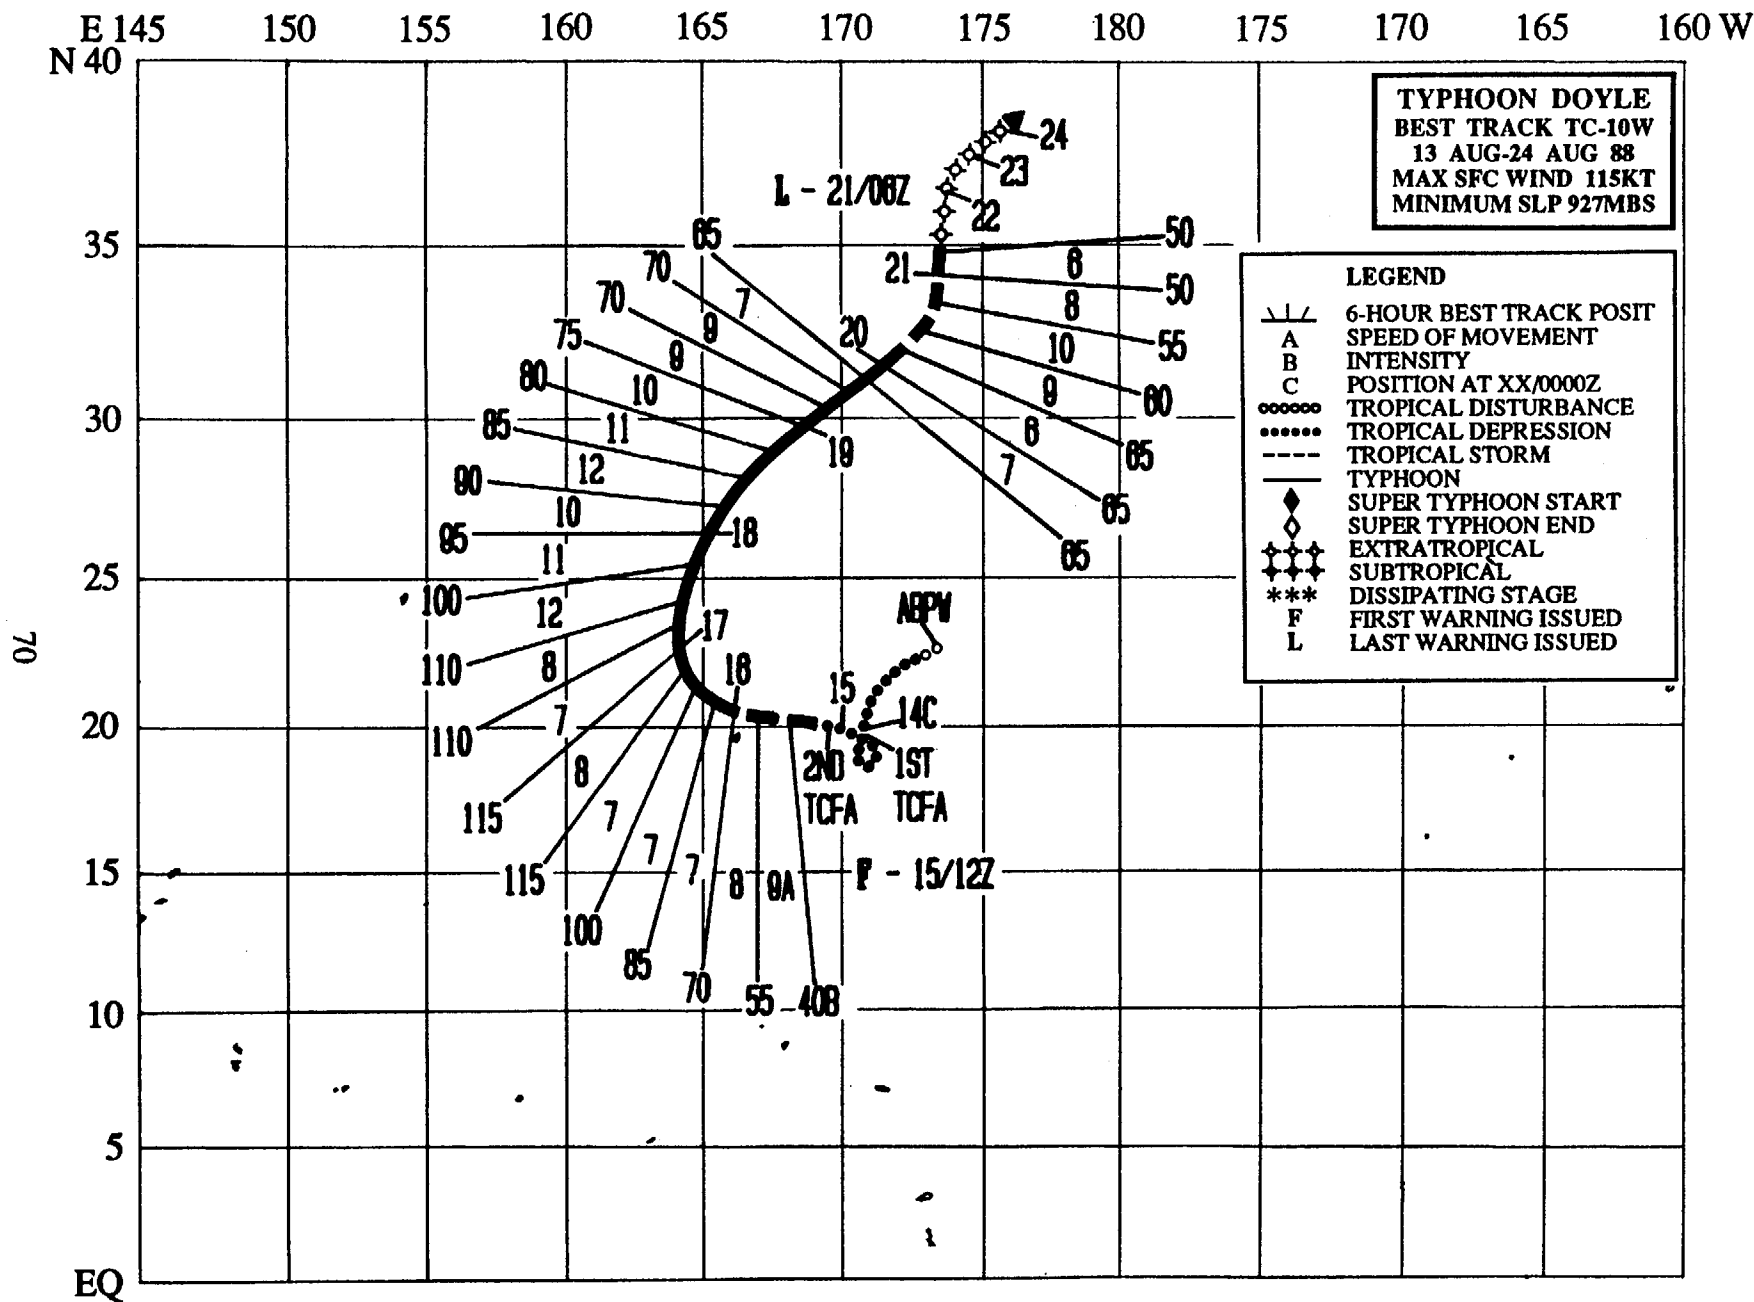 E 145 150 155 160 165 170 175 180 175 170 165 160 W
N 40
TYPHOON DOYLE
BEST TRACK TC-10W
13 AUG-24 AUG 88
MAX SFC WIND 115KT
MINIMUM SLP 927MBS
24
23
L - 21/06Z
22
65
50
35
21
6
70
7
50
70
9
8
20
75
9
55
10
80
10
9
60
30
85
11
6
19
65
12
7
90
10
18
65
95
11
65
25
100
12
ABPW
17
110
8
16
15
14C
20
110
7
2ND
1ST
8
TCFA
TCFA
115
7
7
7
15
115
8
9A
F - 15/12Z
100
85
70
55
40B
10
5
EQ
LEGEND
6-HOUR BEST TRACK POSIT
A SPEED OF MOVEMENT
B INTENSITY
C POSITION AT XX/0000Z
TROPICAL DISTURBANCE
TROPICAL DEPRESSION
TROPICAL STORM
TYPHOON
SUPER TYPHOON START
SUPER TYPHOON END
EXTRATROPICAL
SUBTROPICAL
*** DISSIPATING STAGE
F FIRST WARNING ISSUED
L LAST WARNING ISSUED
70